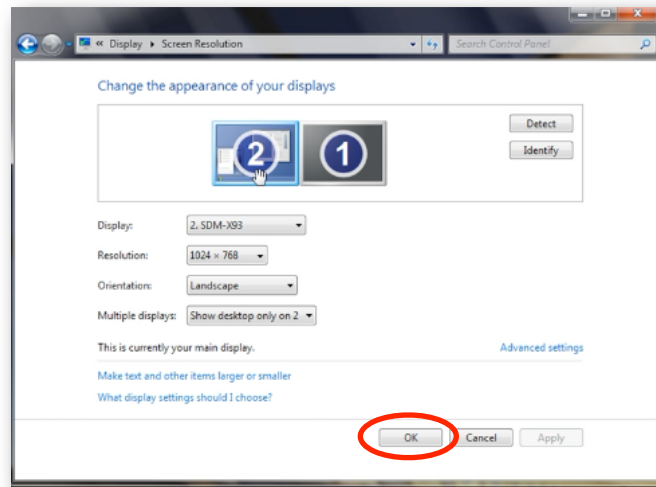 « Display ▸ Screen Resolution Search Control Panel
Change the appearance of your displays
2 1
Detect
Identify
Display: 2. SDM-X93
Resolution: 1024 × 768
Orientation: Landscape
Multiple displays: Show desktop only on 2
This is currently your main display. Advanced settings
Make text and other items larger or smaller
What display settings should I choose?
OK Cancel Apply